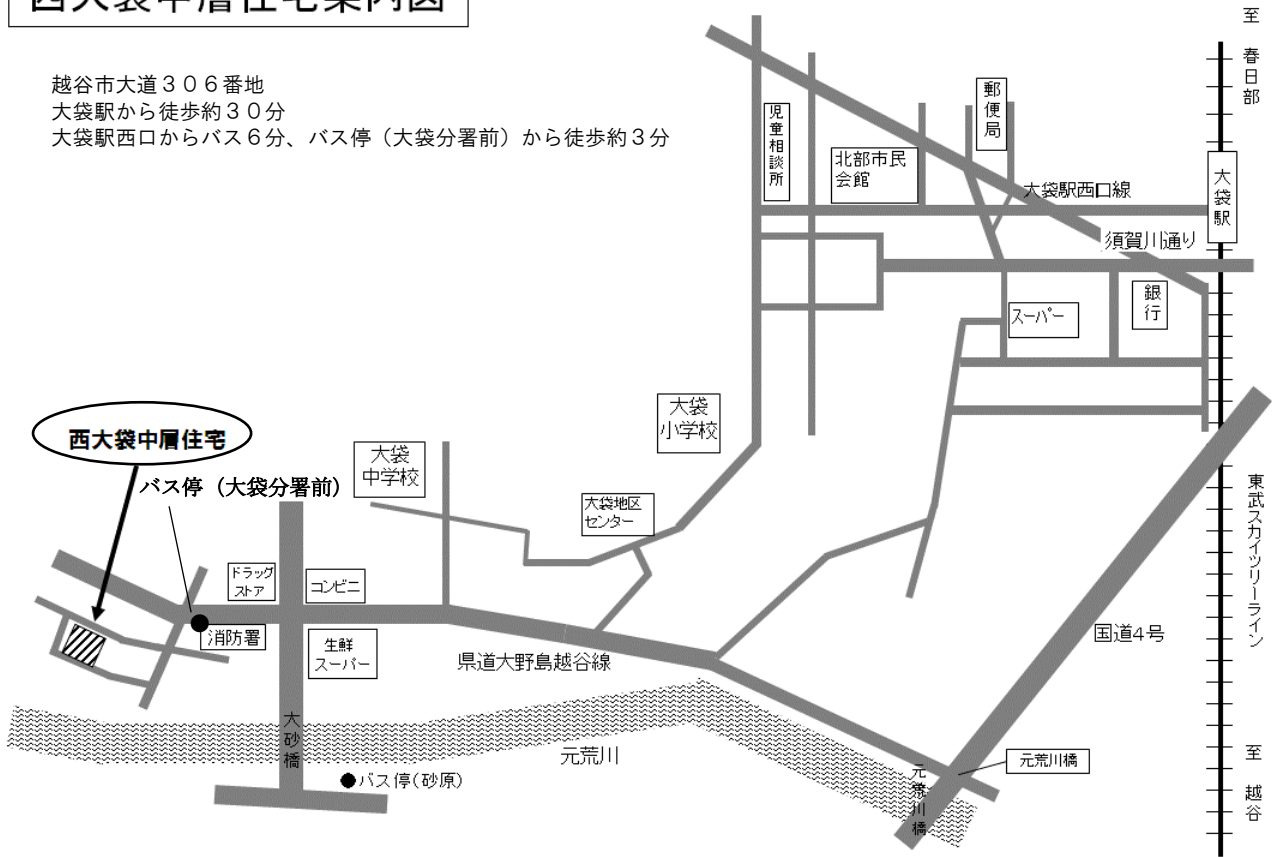 西大袋中層住宅案内図
越谷市大道３０６番地
大袋駅から徒歩約３０分
大袋駅西口からバス６分、バス停（大袋分署前）から徒歩約３分
至　春日部
郵便局
児童相談所
北部市民
会館
大袋駅西口線
大袋駅
須賀川通り
銀行
スーパー
大袋
小学校
西大袋中層住宅
大袋
中学校
バス停（大袋分署前）
大袋地区
センター
東武スカイツリーライン
ドラッグ
ストア
コンビニ
消防署
生鮮
スーパー
県道大野島越谷線
国道4号
大砂橋
元荒川
元荒川橋
元荒川橋
バス停(砂原)
至　越谷